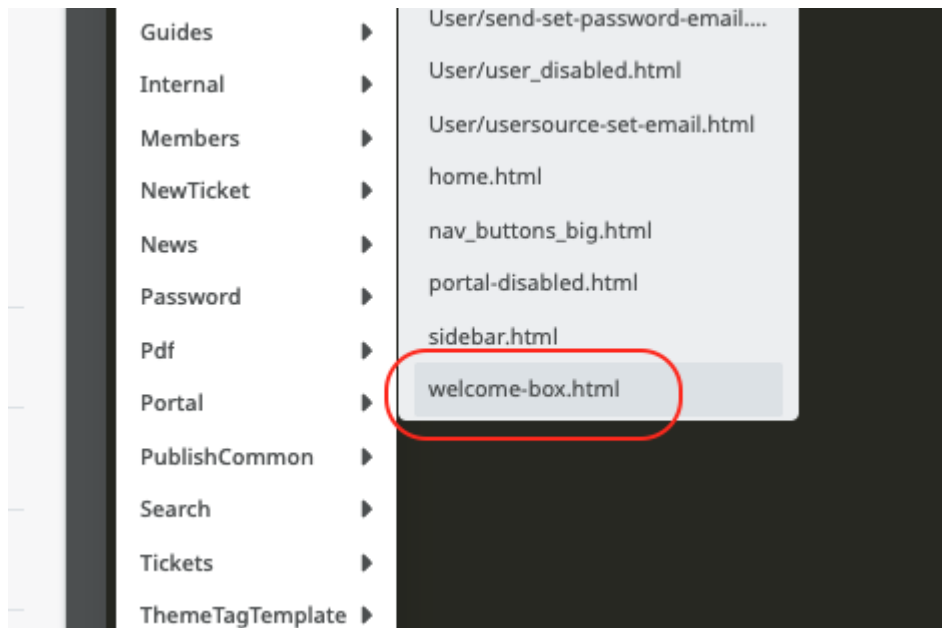 Guides
Internal
Members
NewTicket
News
Password
Pdf
Portal
PublishCommon
Search
Tickets
ThemeTagTemplate
User/send-set-password-email....
User/user_disabled.html
User/usersource-set-email.html
home.html
nav_buttons_big.html
portal-disabled.html
sidebar.html
welcome-box.html